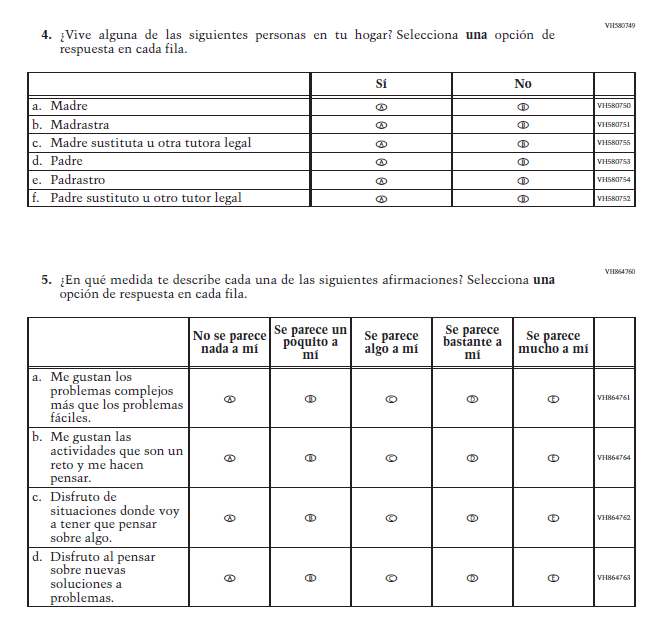 VH580749
4. ¿Vive alguna de las siguientes personas en tu hogar? Selecciona una opción de
respuesta en cada fila.
Sí No
a. Madre A B VH580750
b. Madrastra A B VH580751
c. Madre sustituta u otra tutora legal A B VH580755
d. Padre A B VH580753
e. Padrastro A B VH580754
f. Padre sustituto u otro tutor legal A B VH580752
VH864760
5. ¿En qué medida te describe cada una de las siguientes afirmaciones? Selecciona una
opción de respuesta en cada fila.
No se parece
nada a mí
Se parece un
poquito a
mí
Se parece
algo a mí
Se parece
bastante a
mí
Se parece
mucho a mí
a. Me gustan los
problemas complejos
más que los problemas
fáciles.
A B C D E VH864761
b. Me gustan las
actividades que son un
reto y me hacen
pensar.
A B C D E VH864764
c. Disfruto de
situaciones donde voy
a tener que pensar
sobre algo.
A B C D E VH864762
d. Disfruto al pensar
sobre nuevas
soluciones a
problemas.
A B C D E VH864763